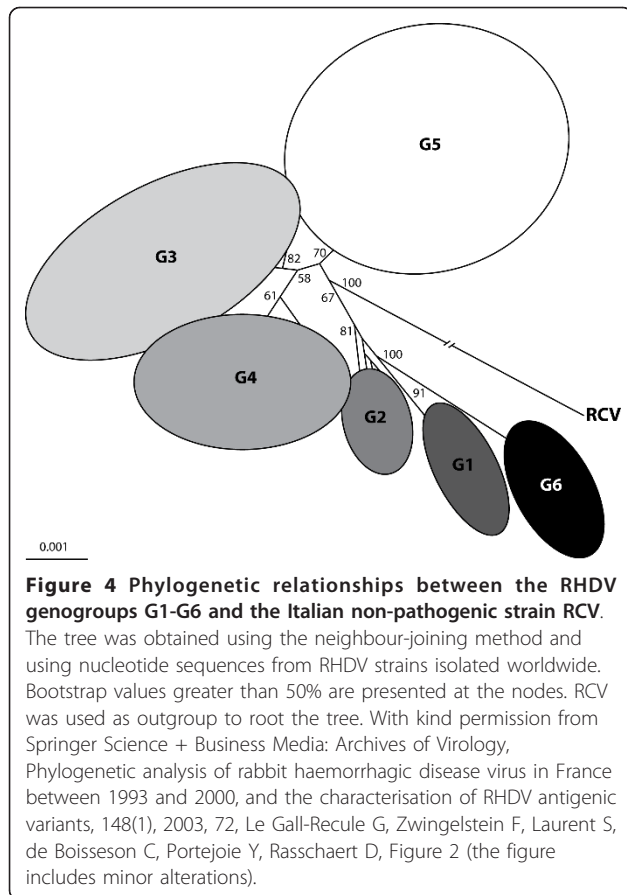 G5
G3
82
70
58
100
61
67
81
100
G4
91
RCV
G2
G1
G6
0.001
Figure 4 Phylogenetic relationships between the RHDV
genogroups G1-G6 and the Italian non-pathogenic strain RCV.
The tree was obtained using the neighbour-joining method and
using nucleotide sequences from RHDV strains isolated worldwide.
Bootstrap values greater than 50% are presented at the nodes. RCV
was used as outgroup to root the tree. With kind permission from
Springer Science + Business Media: Archives of Virology,
Phylogenetic analysis of rabbit haemorrhagic disease virus in France
between 1993 and 2000, and the characterisation of RHDV antigenic
variants, 148(1), 2003, 72, Le Gall-Recule G, Zwingelstein F, Laurent S,
de Boisseson C, Portejoie Y, Rasschaert D, Figure 2 (the figure
includes minor alterations).